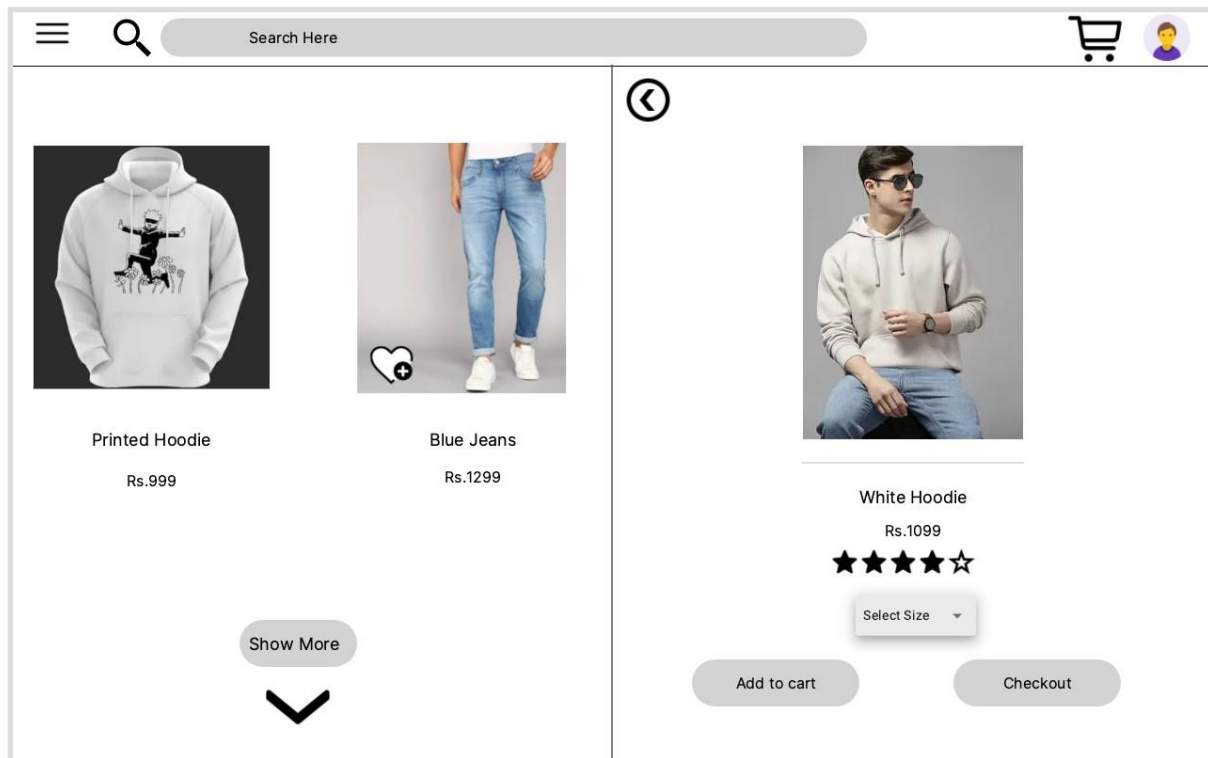 Search Here
Printed Hoodie
Rs.999
Blue Jeans
Rs.1299
Show More
White Hoodie
Rs.1099
Select Size
Add to cart
Checkout